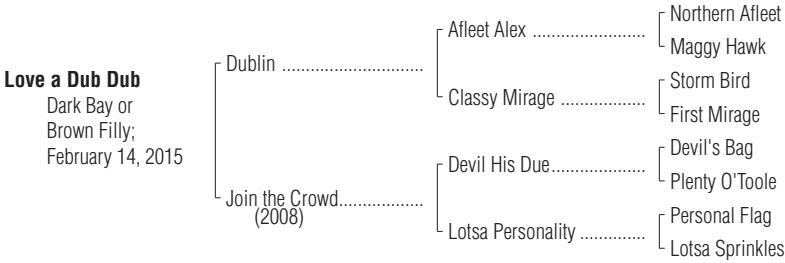 Northern Afleet
Afleet Alex ........................
Maggy Hawk
Dublin ..............................
Love a Dub Dub
Storm Bird
Classy Mirage ..................
First Mirage
Dark Bay or
Brown Filly;
February 14, 2015
Devil's Bag
Devil His Due....................
Plenty O'Toole
Join the Crowd..................
(2008)
Personal Flag
Lotsa Personality ..............
Lotsa Sprinkles